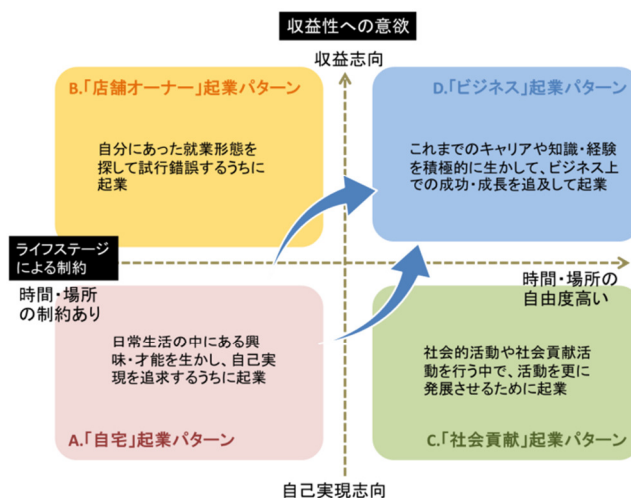 収益性への意欲
収益志向
B.「店舗オーナー」起業パターン
自分にあった就業形態を
探して試行錯誤するうちに
起業
D.「ビジネス」起業パターン
これまでのキャリアや知識・経験
を積極的に生かして、ビジネス上
での成功・成長を追及して起業
ライフステージ
による制約
時間・場所
の制約あり
時間・場所の
自由度高い
日常生活の中にある興
味・才能を生かし、自己実
現を追求するうちに起業
A.「自宅」起業パターン
社会的活動や社会貢献活
動を行う中で、活動を更に
発展させるために起業
C.「社会貢献」起業パターン
自己実現志向